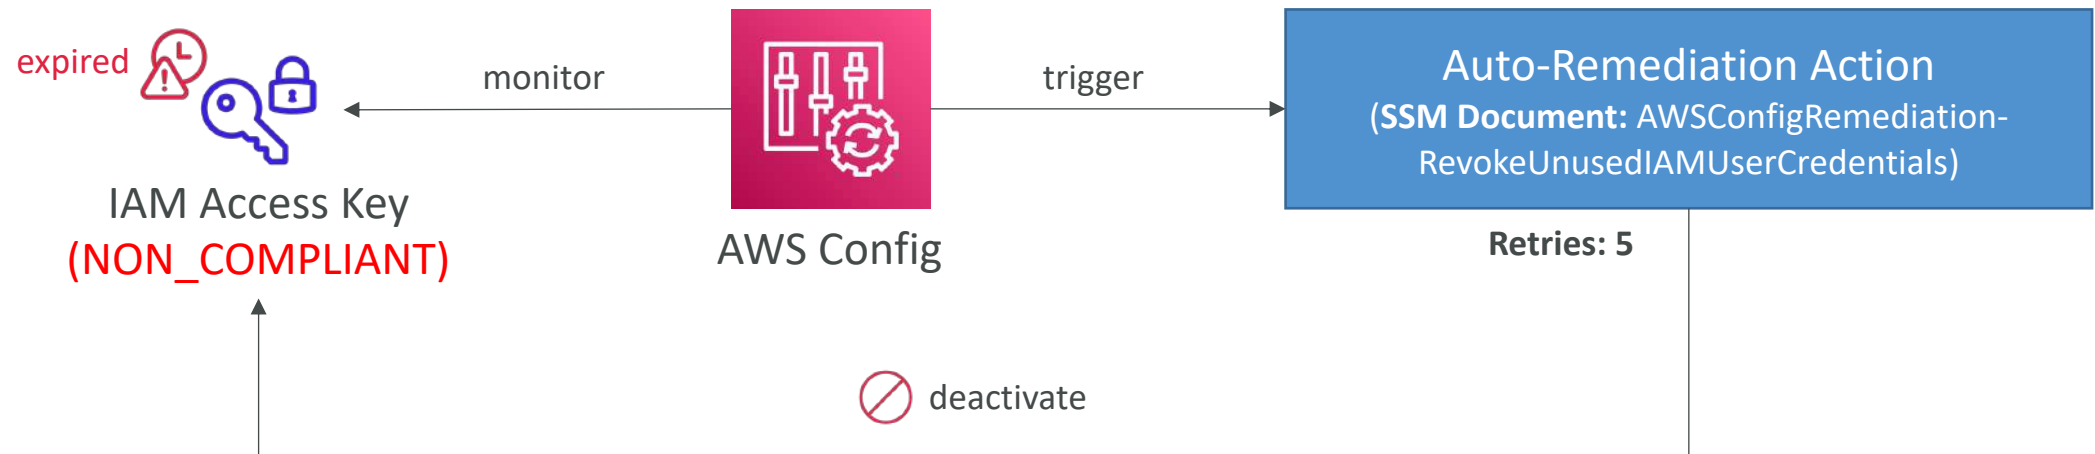 expired
monitor
trigger
Auto-Remediation Action
(SSM Document: AWSConfigRemediation-
RevokeUnusedIAMUserCredentials)
IAM Access Key
(NON_COMPLIANT)
AWS Config
Retries: 5
deactivate